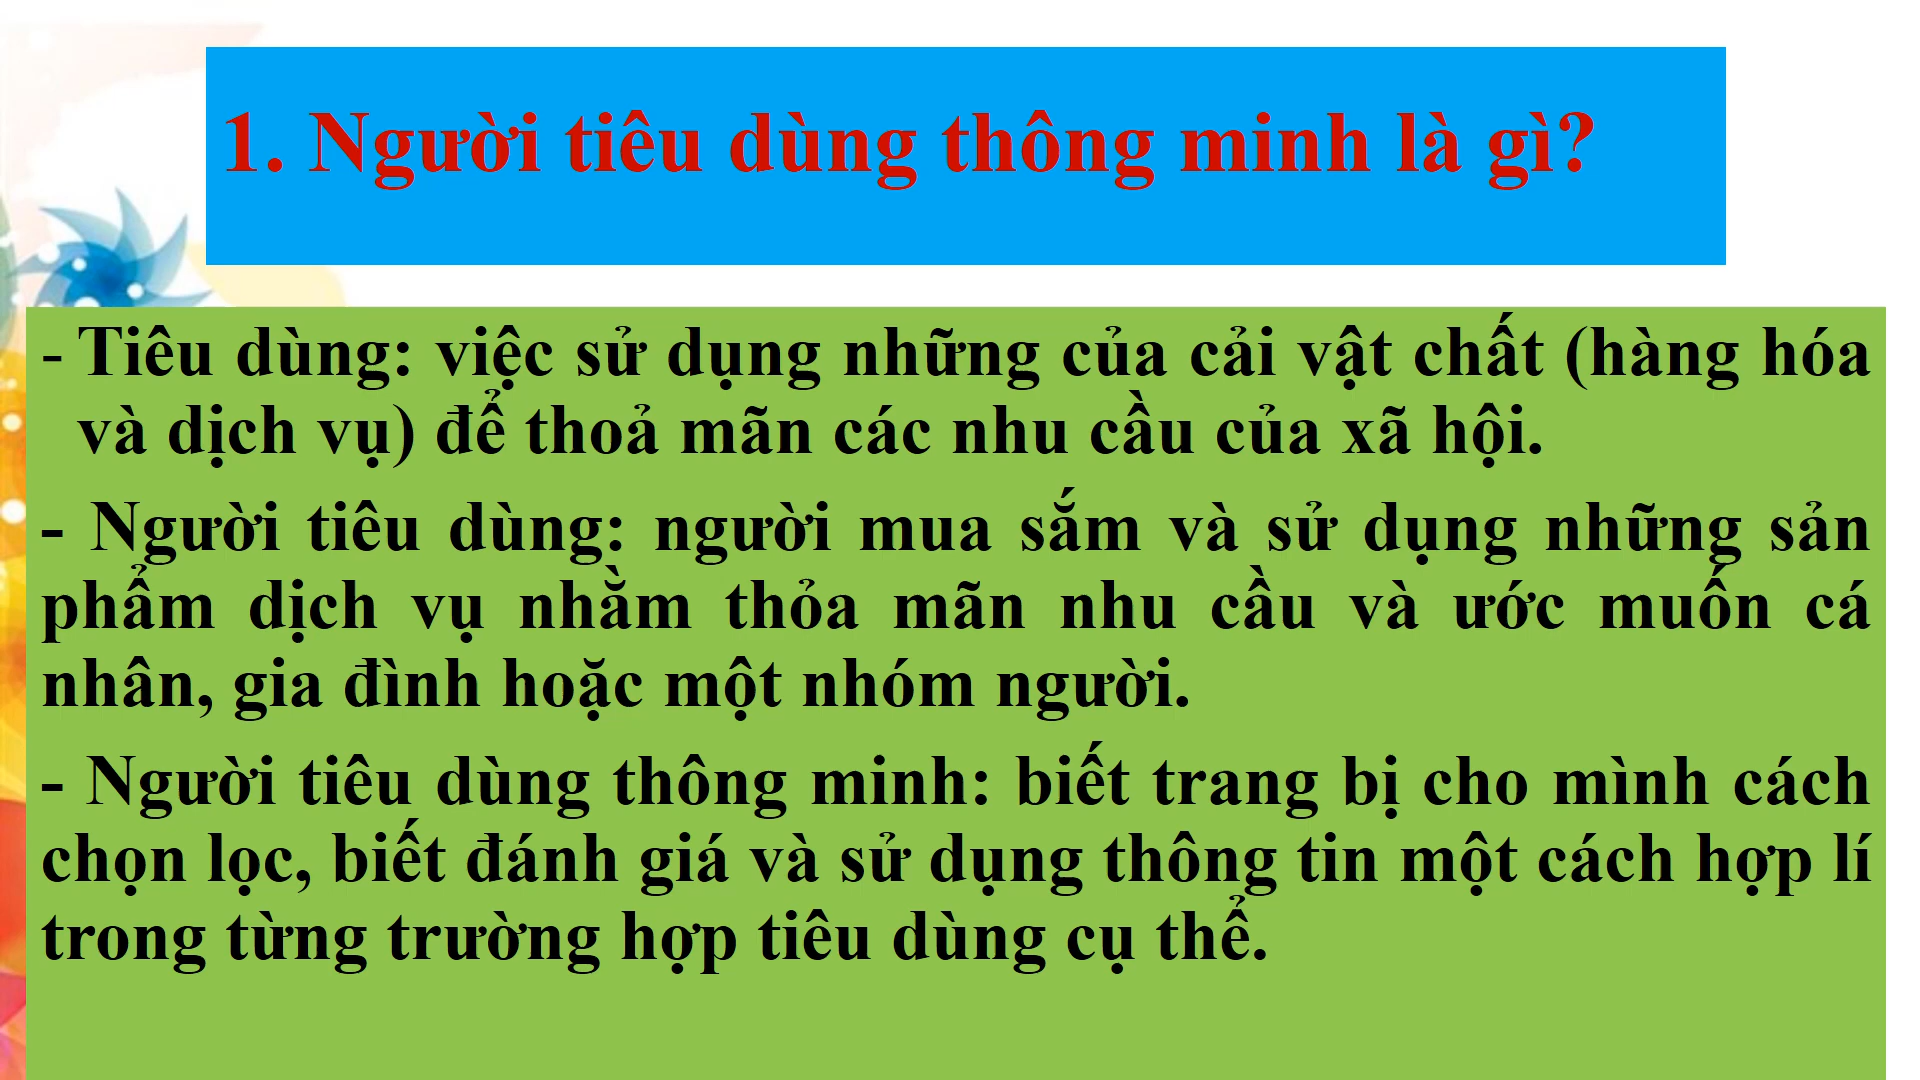 1. Người tiêu dùng thông minh là gì?
- Tiêu dùng: việc sử dụng những của cải vật chất (hàng hóa
và dịch vụ) để thoả mãn các nhu cầu của xã hội.
- Người tiêu dùng: người mua sắm và sử dụng những sản
phẩm dịch vụ nhằm thỏa mãn nhu cầu và ước muốn cá
nhân, gia đình hoặc một nhóm người.
- Người tiêu dùng thông minh: biết trang bị cho mình cách
chọn lọc, biết đánh giá và sử dụng thông tin một cách hợp lí
trong từng trường hợp tiêu dùng cụ thể.